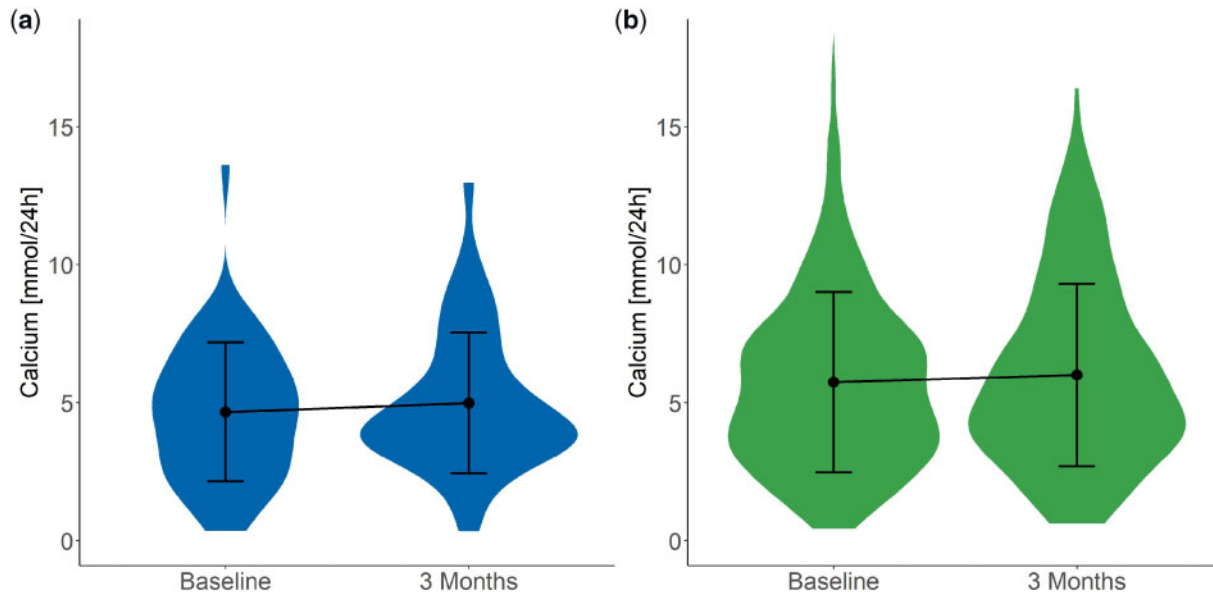 (a)
Calcium [mmol/24h]
15
10
5
0
Baseline
3 Months
(b)
Calcium [mmol/24h]
15
10
5
0
Baseline
3 Months